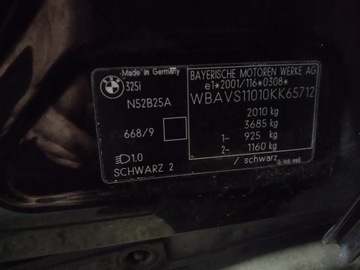 Made in Germany
BMW
325i
N52B25A
668/9
1.0
SCHWARZ 2
BAYERISCHE MOTOREN WERKE AG
e1*2001/116*0308*
WBAVS11010KK65712
2010 kg
3685 kg
1- 925 kg
2- 1160 kg
/ schwarz